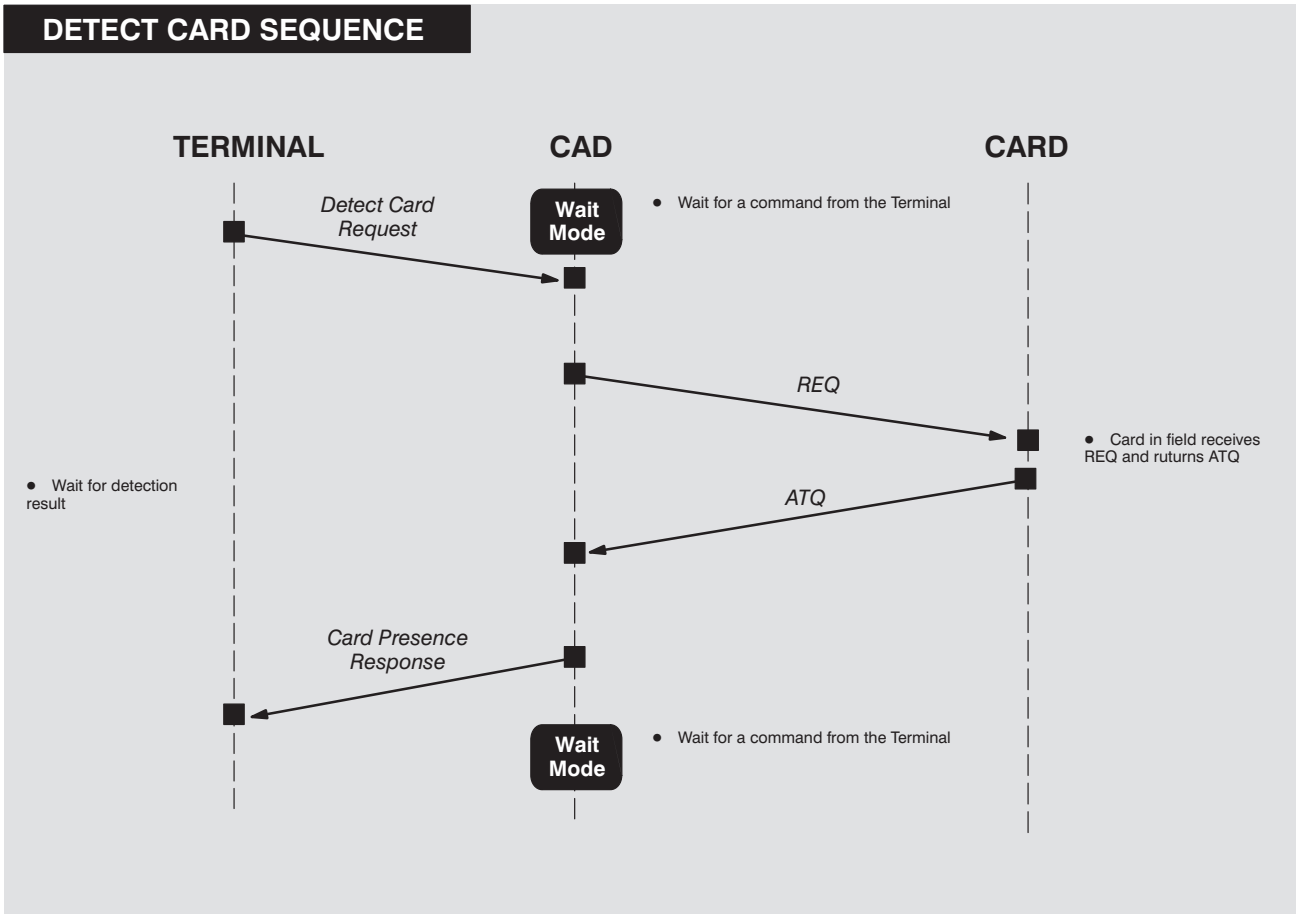 DETECT CARD SEQUENCE
TERMINAL
CAD
CARD
Detect Card
Request
Wait
Mode
● Wait for a command from the Terminal
REQ
● Card in field receives
REQ and ruturns ATQ
● Wait for detection
result
ATQ
Card Presence
Response
Wait
Mode
● Wait for a command from the Terminal